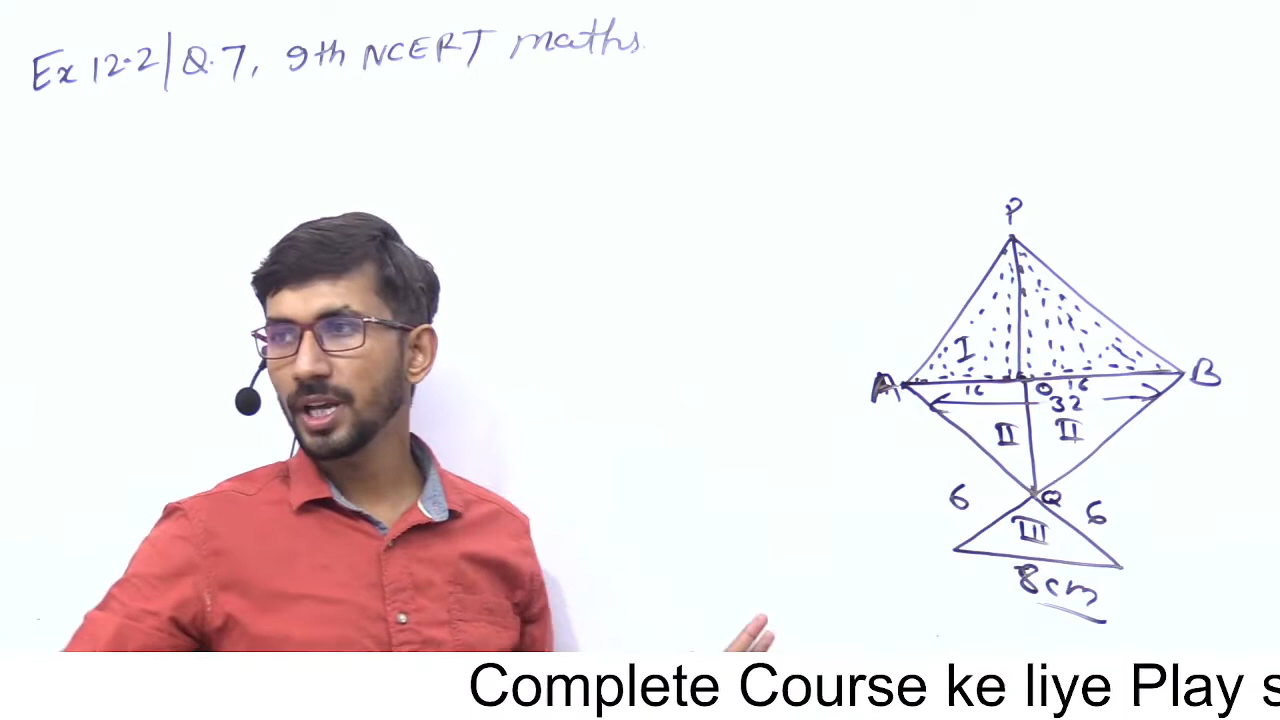 Ex 12.2 | Q.7, 9th NCERT maths.
P
I
A
B
16
O
16
32
II
II
Q
6
6
III
8cm
Complete Course ke liye Play s